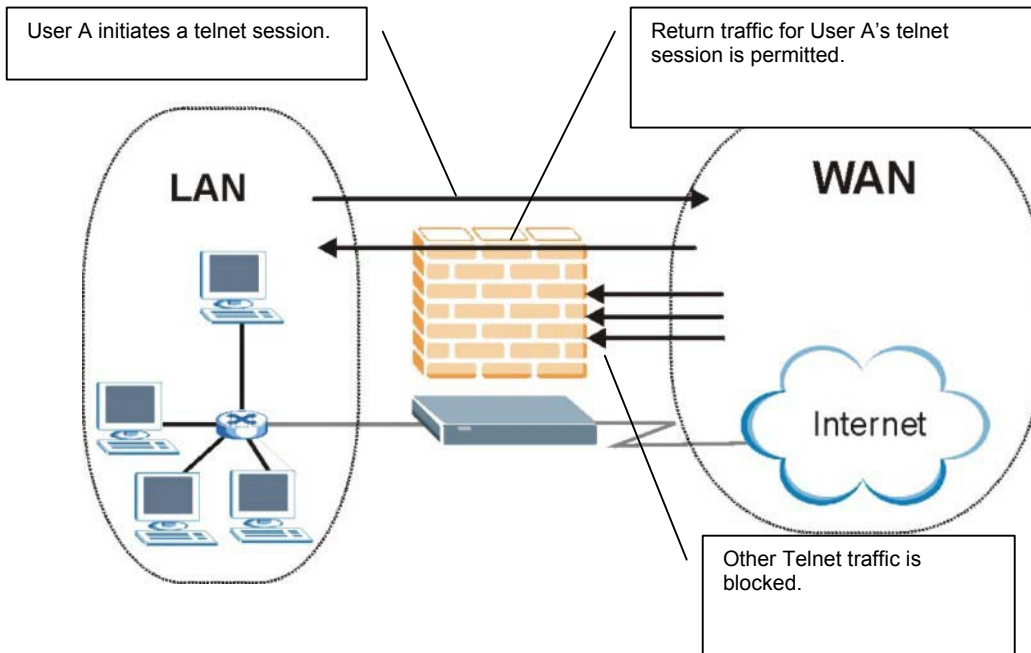 User A initiates a telnet session.
Return traffic for User A’s telnet
session is permitted.
LAN
WAN
Internet
Other Telnet traffic is
blocked.